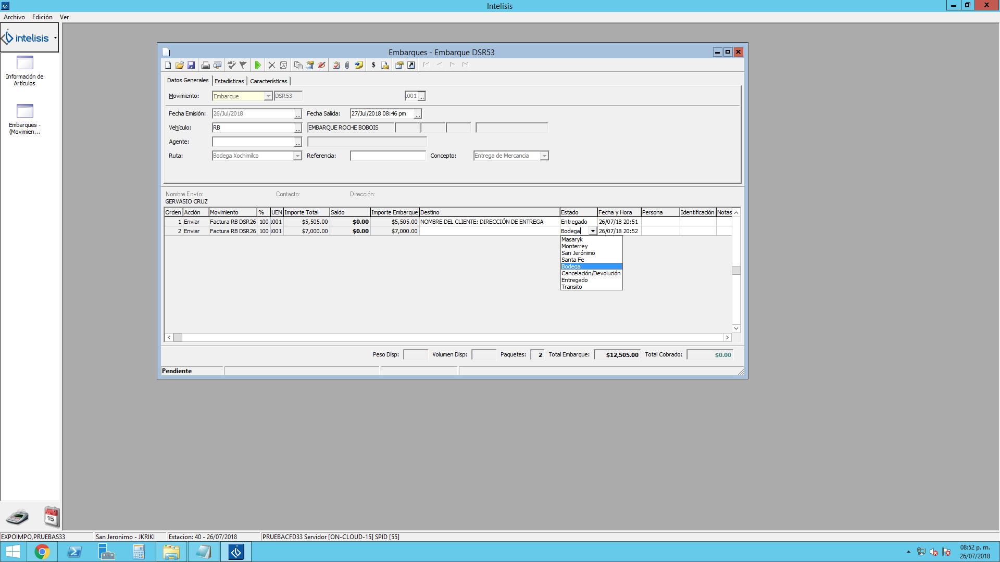 Intelisis
Archivo Edición Ver
intelisis
Información de Artículos
Embarques - (Movimien...
Embarques - Embarque DSR53
Datos Generales Estadísticas Características
Movimiento: Embarque DSR53 1001 ...
Fecha Emisión: 26/Jul/2018 ... Fecha Salida: 27/Jul/2018 08:46 pm ...
Vehículo: RB ... EMBARQUE ROCHE BOBOIS
Agente: ...
Ruta: Bodega Xochimilco Referencia: Concepto: Entrega de Mercancia
Nombre Envío: Contacto: Dirección:
GERVASIO CRUZ
Orden Acción Movimiento % UEN Importe Total Saldo Importe Embarque Destino Estado Fecha y Hora Persona Identificación Notas
1 Enviar Factura RB DSR26 100 1001 $5,505.00 $0.00 $5,505.00 NOMBRE DEL CLIENTE: DIRECCIÓN DE ENTREGA Entregado 26/07/18 20:51
2 Enviar Factura RB DSR26 100 1001 $7,000.00 $0.00 $7,000.00 Bodega 26/07/18 20:52
Masaryk
Monterrey
San Jerónimo
Santa Fe
Bodega
Cancelación/Devolución
Entregado
Transito
Peso Disp: Volumen Disp: Paquetes: 2 Total Embarque: $12,505.00 Total Cobrado: $0.00
Pendiente
15
EXPOIMPO,PRUEBAS33 San Jeronimo - JKRIKI Estacion: 40 - 26/07/2018 PRUEBACFD33 Servidor [ON-CLOUD-15] SPID [55]
08:52 p. m.
26/07/2018